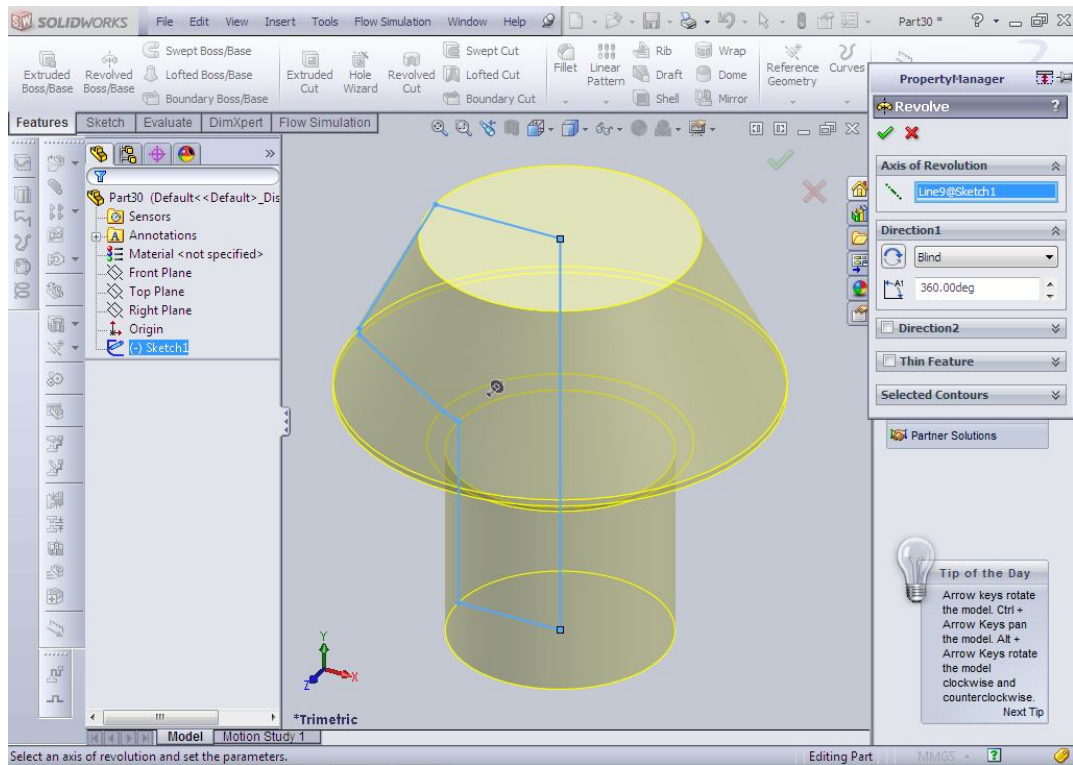 SW SOLIDWORKS File Edit View Insert Tools Flow Simulation Window Help Part30 * ?
Extruded Boss/Base
Revolved Boss/Base
Swept Boss/Base
Lofted Boss/Base
Boundary Boss/Base
Extruded Cut
Hole Wizard
Revolved Cut
Swept Cut
Lofted Cut
Boundary Cut
Fillet
Linear Pattern
Rib
Draft
Shell
Wrap
Dome
Mirror
Reference Geometry
Curves
Features Sketch Evaluate DimXpert Flow Simulation
Part30 (Default<<Default>_Dis
Sensors
A Annotations
Material <not specified>
Front Plane
Top Plane
Right Plane
Origin
(-) Sketch1
PropertyManager
Revolve ?
Axis of Revolution
Line9@Sketch1
Direction1
Blind
A1 360.00deg
Direction2
Thin Feature
Selected Contours
Partner Solutions
Tip of the Day
Arrow keys rotate
the model. Ctrl +
Arrow Keys pan
the model. Alt +
Arrow Keys rotate
the model
clockwise and
counterclockwise.
Next Tip
Y
X
Z
*Trimetric
Model Motion Study 1
Select an axis of revolution and set the parameters. Editing Part MMGS ?